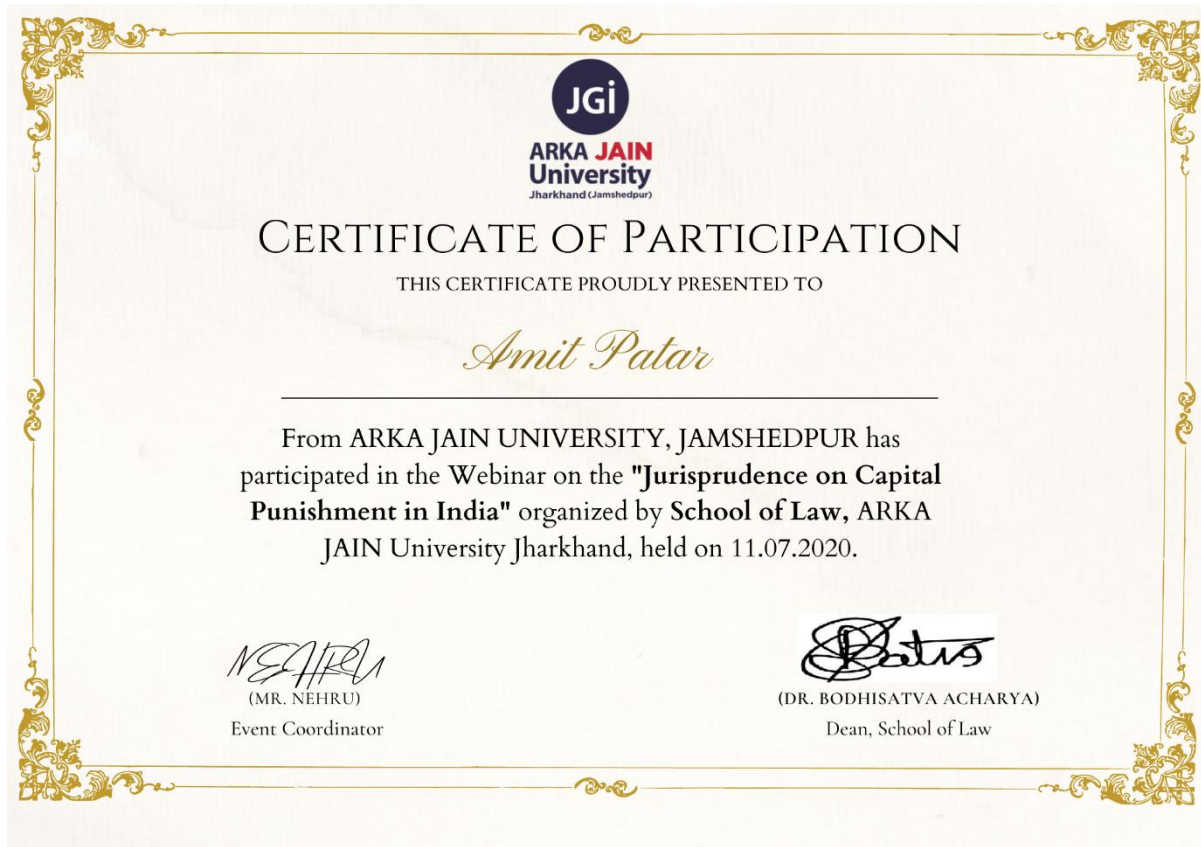 JGi
ARKA JAIN
University
Jharkhand (Jamshedpur)
CERTIFICATE OF PARTICIPATION
THIS CERTIFICATE PROUDLY PRESENTED TO
Amit Patar
From ARKA JAIN UNIVERSITY, JAMSHEDPUR has
participated in the Webinar on the "Jurisprudence on Capital
Punishment in India" organized by School of Law, ARKA
JAIN University Jharkhand, held on 11.07.2020.
NEHRU
(MR. NEHRU)
Event Coordinator
(DR. BODHISATVA ACHARYA)
Dean, School of Law